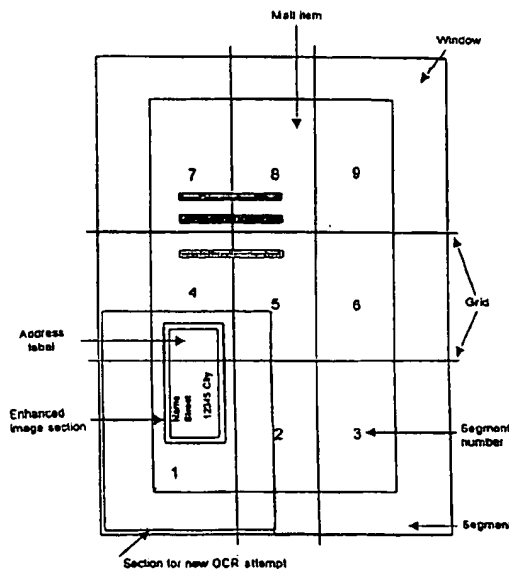 Mail item
Window
7 8 9
4 5 6
Grid
Address
label
Name
Street
12345 City
Enhanced
image section
2 3
Segment
number
1
Segment
Section for new OCR attempt